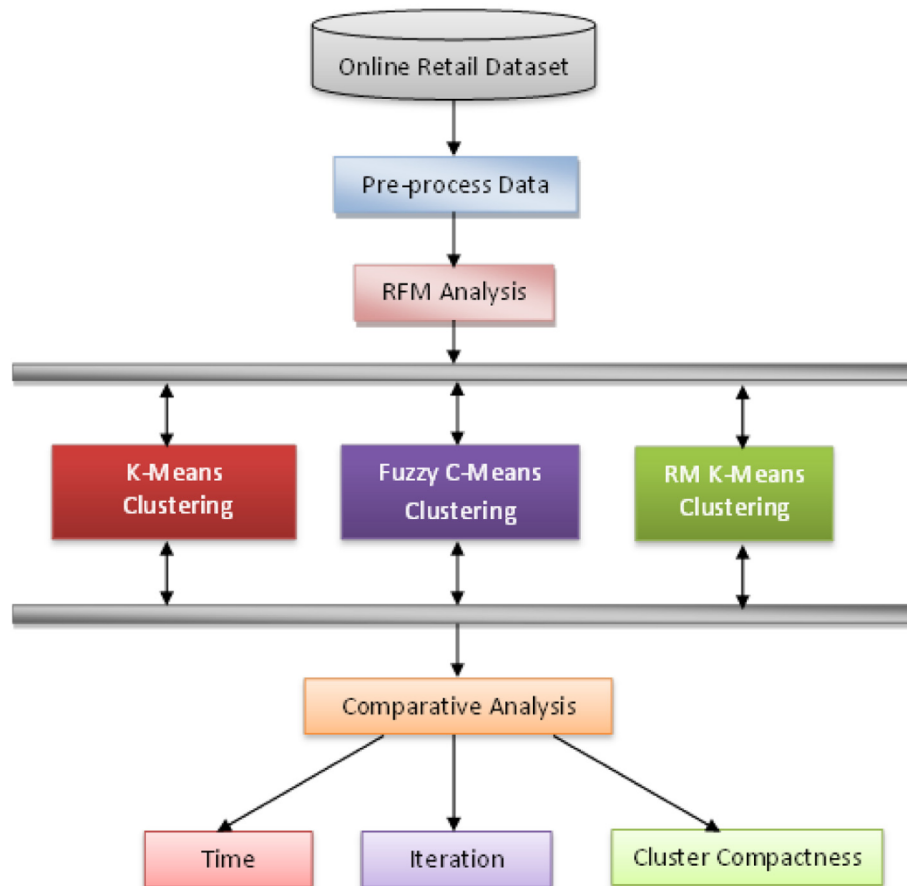 Online Retail Dataset
Pre-process Data
RFM Analysis
K-Means
Clustering
Fuzzy C-Means
Clustering
RM K-Means
Clustering
Comparative Analysis
Time
Iteration
Cluster Compactness